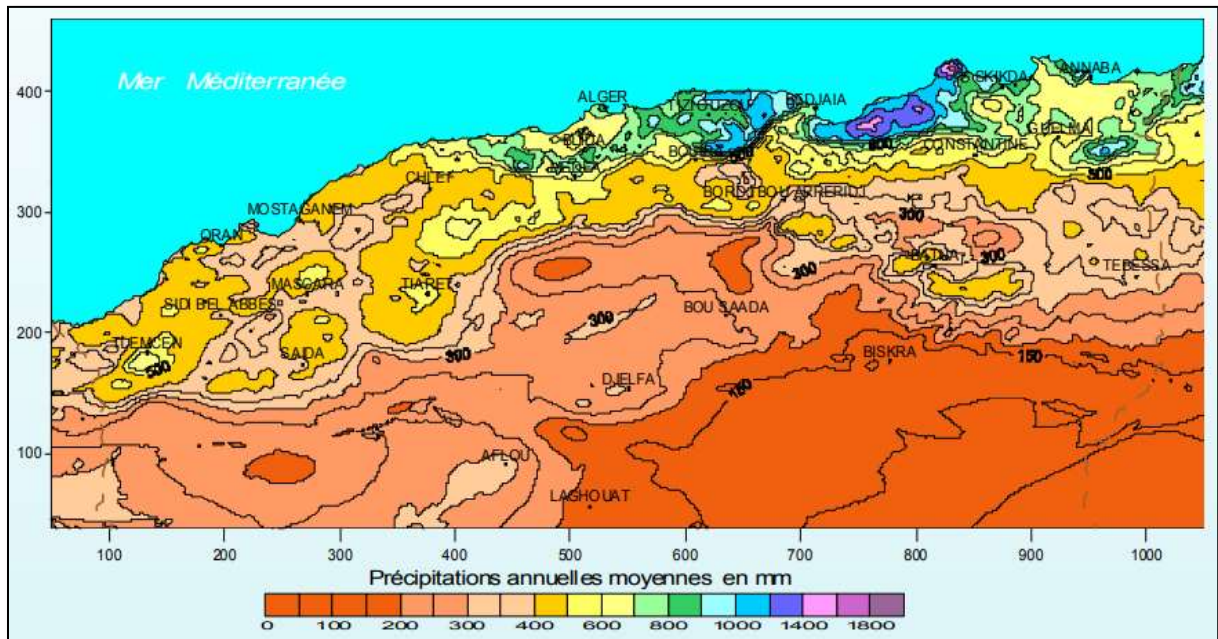 Mer Méditerranée
400
SKIKDA
ANNABA
ALGER
TIZI OUZOU
BEDJAIA
BLIDA
GUELMA
800
CONSTANTINE
500
CHLEF
BORDJ BOU ARRERIDJ
300
MOSTAGANEM
300
ORAN
BATNA
300
TEBESSA
300
MASCARA
TIARET
SIDI BEL ABBES
300
BOU SAADA
200
TLEMCEN
500
SAIDA
300
BISKRA
150
DJELFA
150
100
AFLOU
LAGHOUAT
100 200 300 400 500 600 700 800 900 1000
Précipitations annuelles moyennes en mm
0 100 200 300 400 600 800 1000 1400 1800